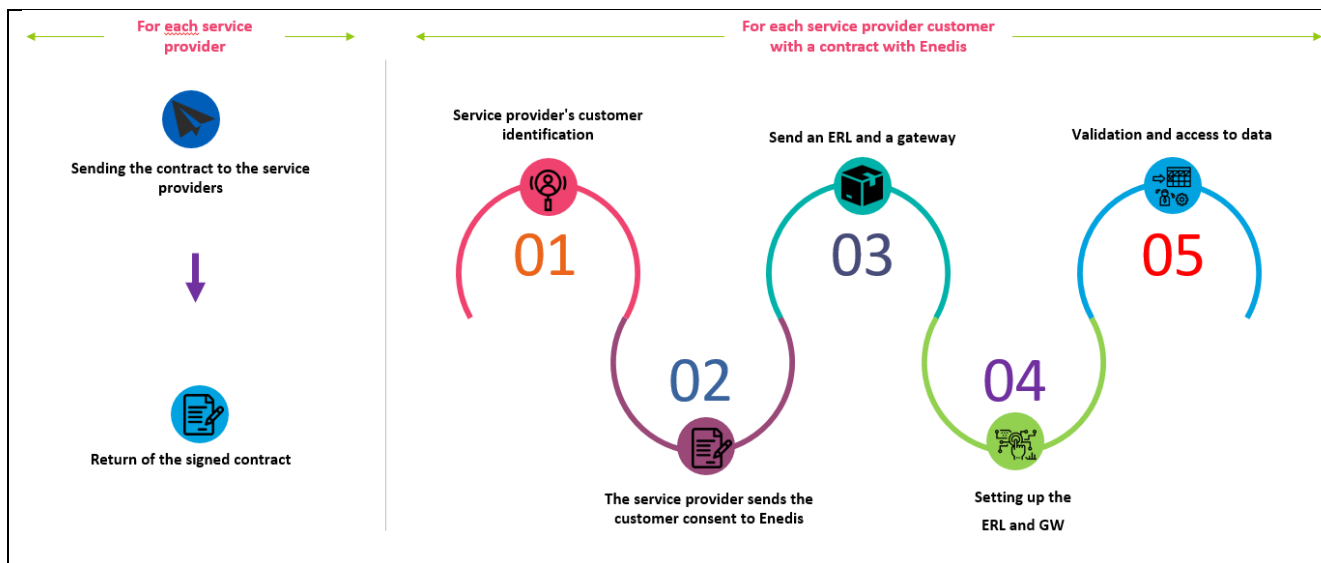 For each service
provider
Sending the contract to the service
providers
Return of the signed contract
For each service provider customer
with a contract with Enedis
Service provider's customer
identification
01
02
The service provider sends the
customer consent to Enedis
Send an ERL and a gateway
03
04
Setting up the
ERL and GW
Validation and access to data
05